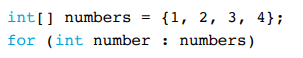 int[] numbers = {1, 2, 3, 4};
for (int number : numbers)